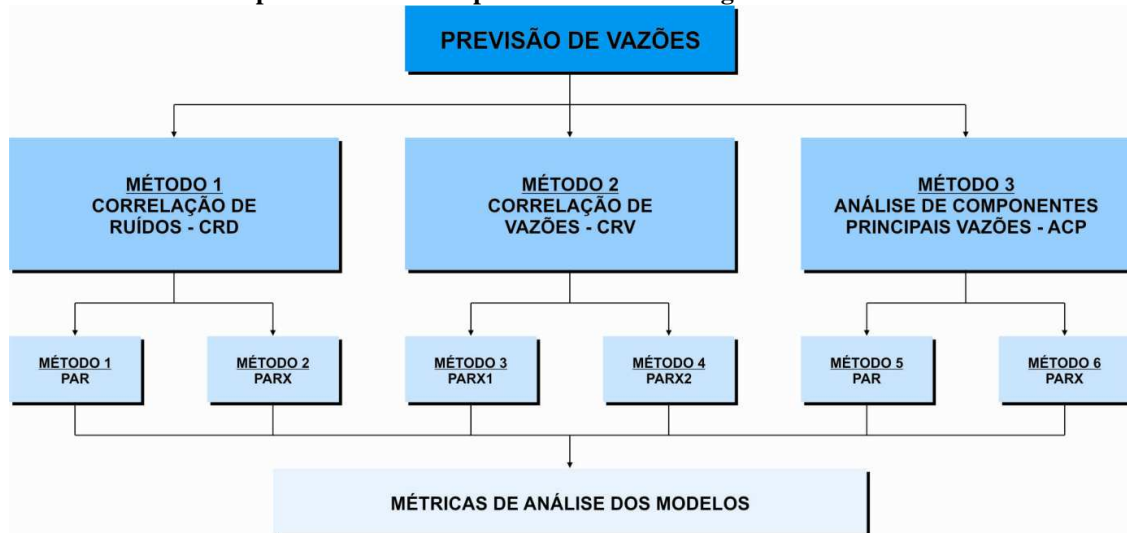 PREVISÃO DE VAZÕES
MÉTODO 1
CORRELAÇÃO DE
RUÍDOS - CRD
MÉTODO 2
CORRELAÇÃO DE
VAZÕES - CRV
MÉTODO 3
ANÁLISE DE COMPONENTES
PRINCIPAIS VAZÕES - ACP
MÉTODO 1
PAR
MÉTODO 2
PARX
MÉTODO 3
PARX1
MÉTODO 4
PARX2
MÉTODO 5
PAR
MÉTODO 6
PARX
MÉTRICAS DE ANÁLISE DOS MODELOS